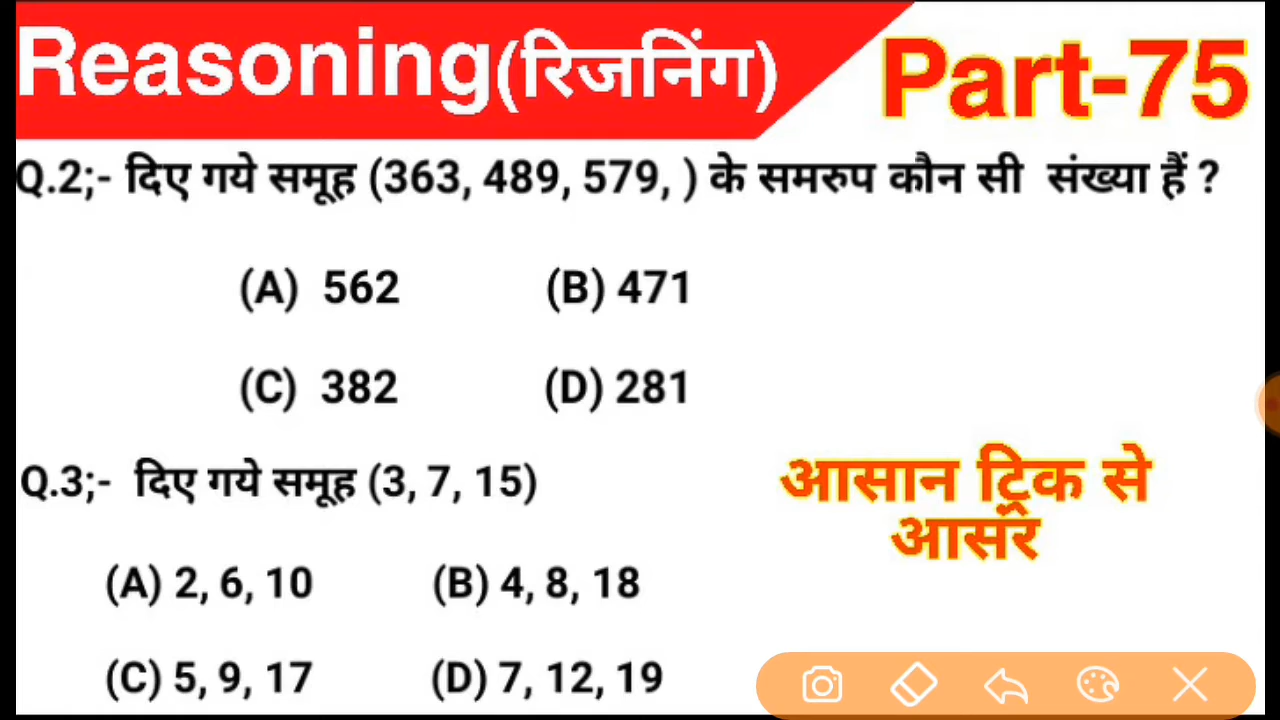 Reasoning(रिजनिंग) Part-75
Q.2;- दिए गये समूह (363, 489, 579, ) के समरुप कौन सी संख्या हैं ?
(A) 562 (B) 471
(C) 382 (D) 281
Q.3;- दिए गये समूह (3, 7, 15)
आसान ट्रिक से
आसंर
(A) 2, 6, 10 (B) 4, 8, 18
(C) 5, 9, 17 (D) 7, 12, 19